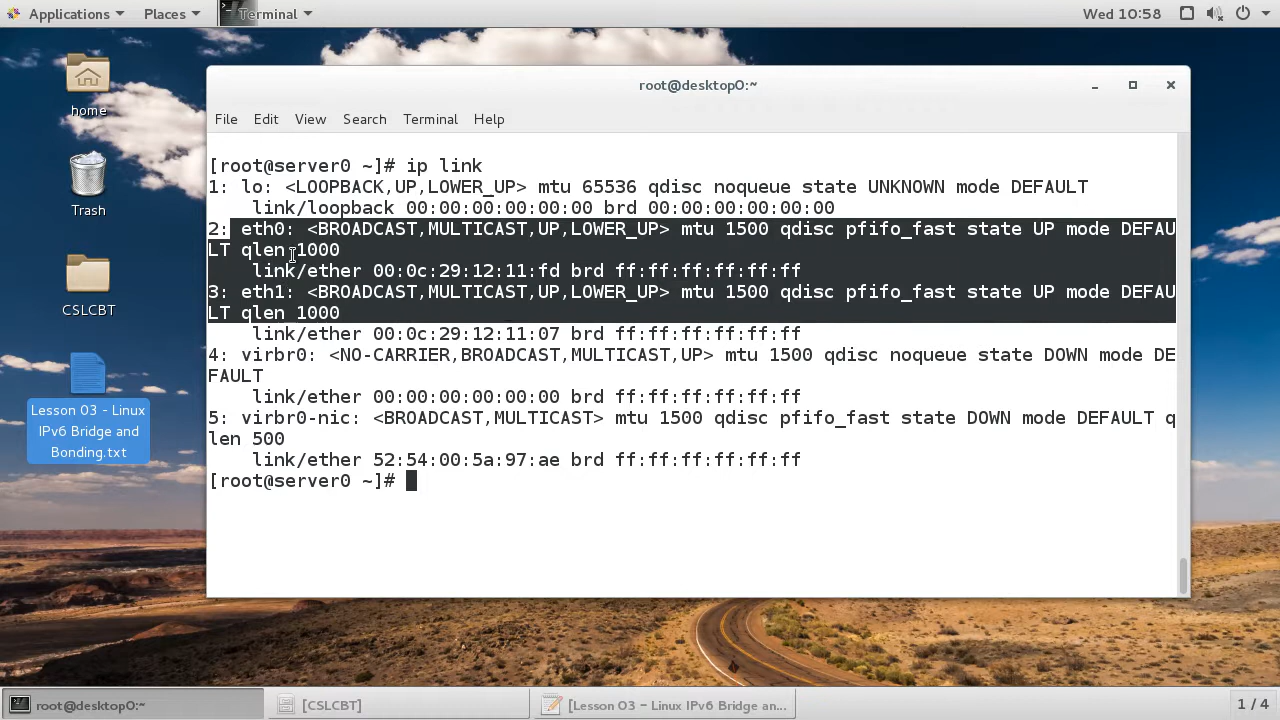 Applications
Places
Terminal
Wed 10:58
home
Trash
CSLCBT
Lesson 03 - Linux
IPv6 Bridge and
Bonding.txt
root@desktop0:~
File Edit View Search Terminal Help
[root@server0 ~]# ip link
1: lo: <LOOPBACK,UP,LOWER_UP> mtu 65536 qdisc noqueue state UNKNOWN mode DEFAULT
link/loopback 00:00:00:00:00:00 brd 00:00:00:00:00:00
2: eth0: <BROADCAST,MULTICAST,UP,LOWER_UP> mtu 1500 qdisc pfifo_fast state UP mode DEFAU
LT qlen 1000
link/ether 00:0c:29:12:11:fd brd ff:ff:ff:ff:ff:ff
3: eth1: <BROADCAST,MULTICAST,UP,LOWER_UP> mtu 1500 qdisc pfifo_fast state UP mode DEFAU
LT qlen 1000
link/ether 00:0c:29:12:11:07 brd ff:ff:ff:ff:ff:ff
4: virbr0: <NO-CARRIER,BROADCAST,MULTICAST,UP> mtu 1500 qdisc noqueue state DOWN mode DE
FAULT
link/ether 00:00:00:00:00:00 brd ff:ff:ff:ff:ff:ff
5: virbr0-nic: <BROADCAST,MULTICAST> mtu 1500 qdisc pfifo_fast state DOWN mode DEFAULT q
len 500
link/ether 52:54:00:5a:97:ae brd ff:ff:ff:ff:ff:ff
[root@server0 ~]#
root@desktop0:~
[CSLCBT]
[Lesson 03 - Linux IPv6 Bridge an...
1 / 4